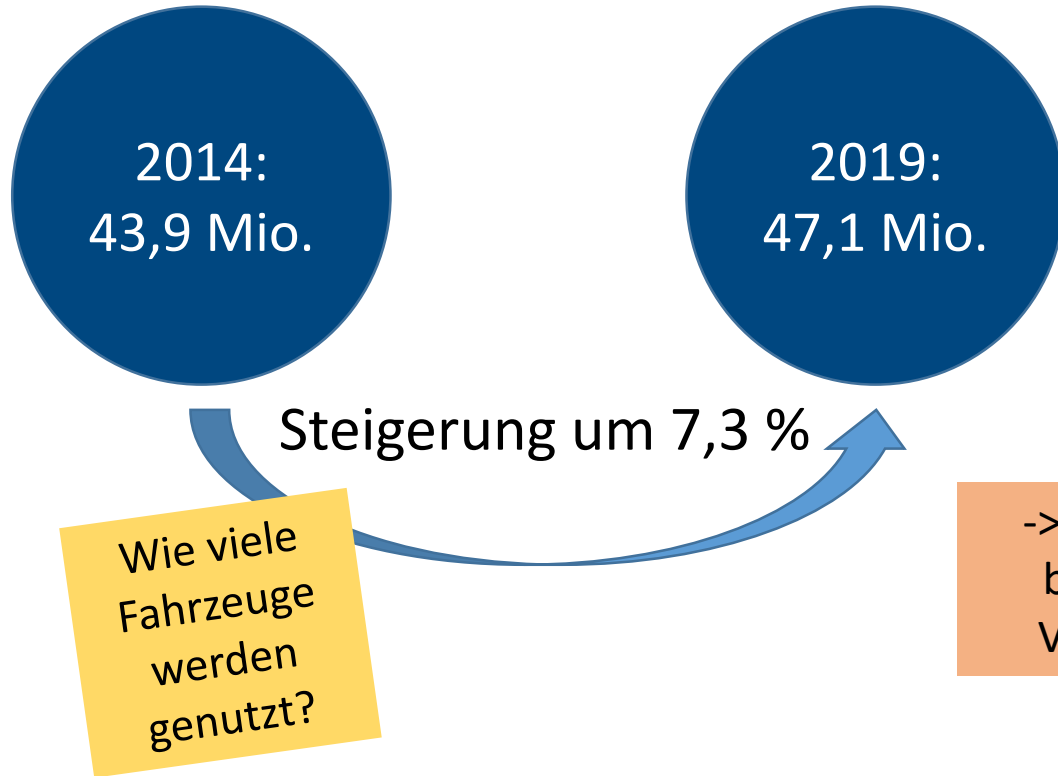 2014:
43,9 Mio.
2019:
47,1 Mio.
Steigerung um 7,3 %
Wie viele
Fahrzeuge
werden
genutzt?
->